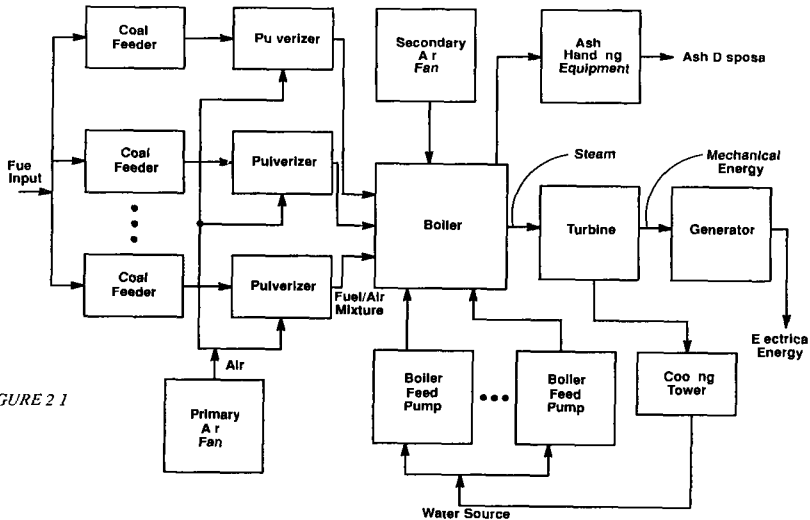 Coal
Feeder
Pu verizer
Secondary
A r
Fan
Ash
Hand ng
Equipment
Ash D sposa
Fue
Input
Coal
Feeder
Pulverizer
Boiler
Steam
Turbine
Mechanical
Energy
Generator
Coal
Feeder
Pulverizer
Fuel/Air
Mixture
E ectrica
Energy
Air
Primary
A r
Fan
Boiler
Feed
Pump
Boiler
Feed
Pump
Coo ng
Tower
Water Source
GURE 2 1